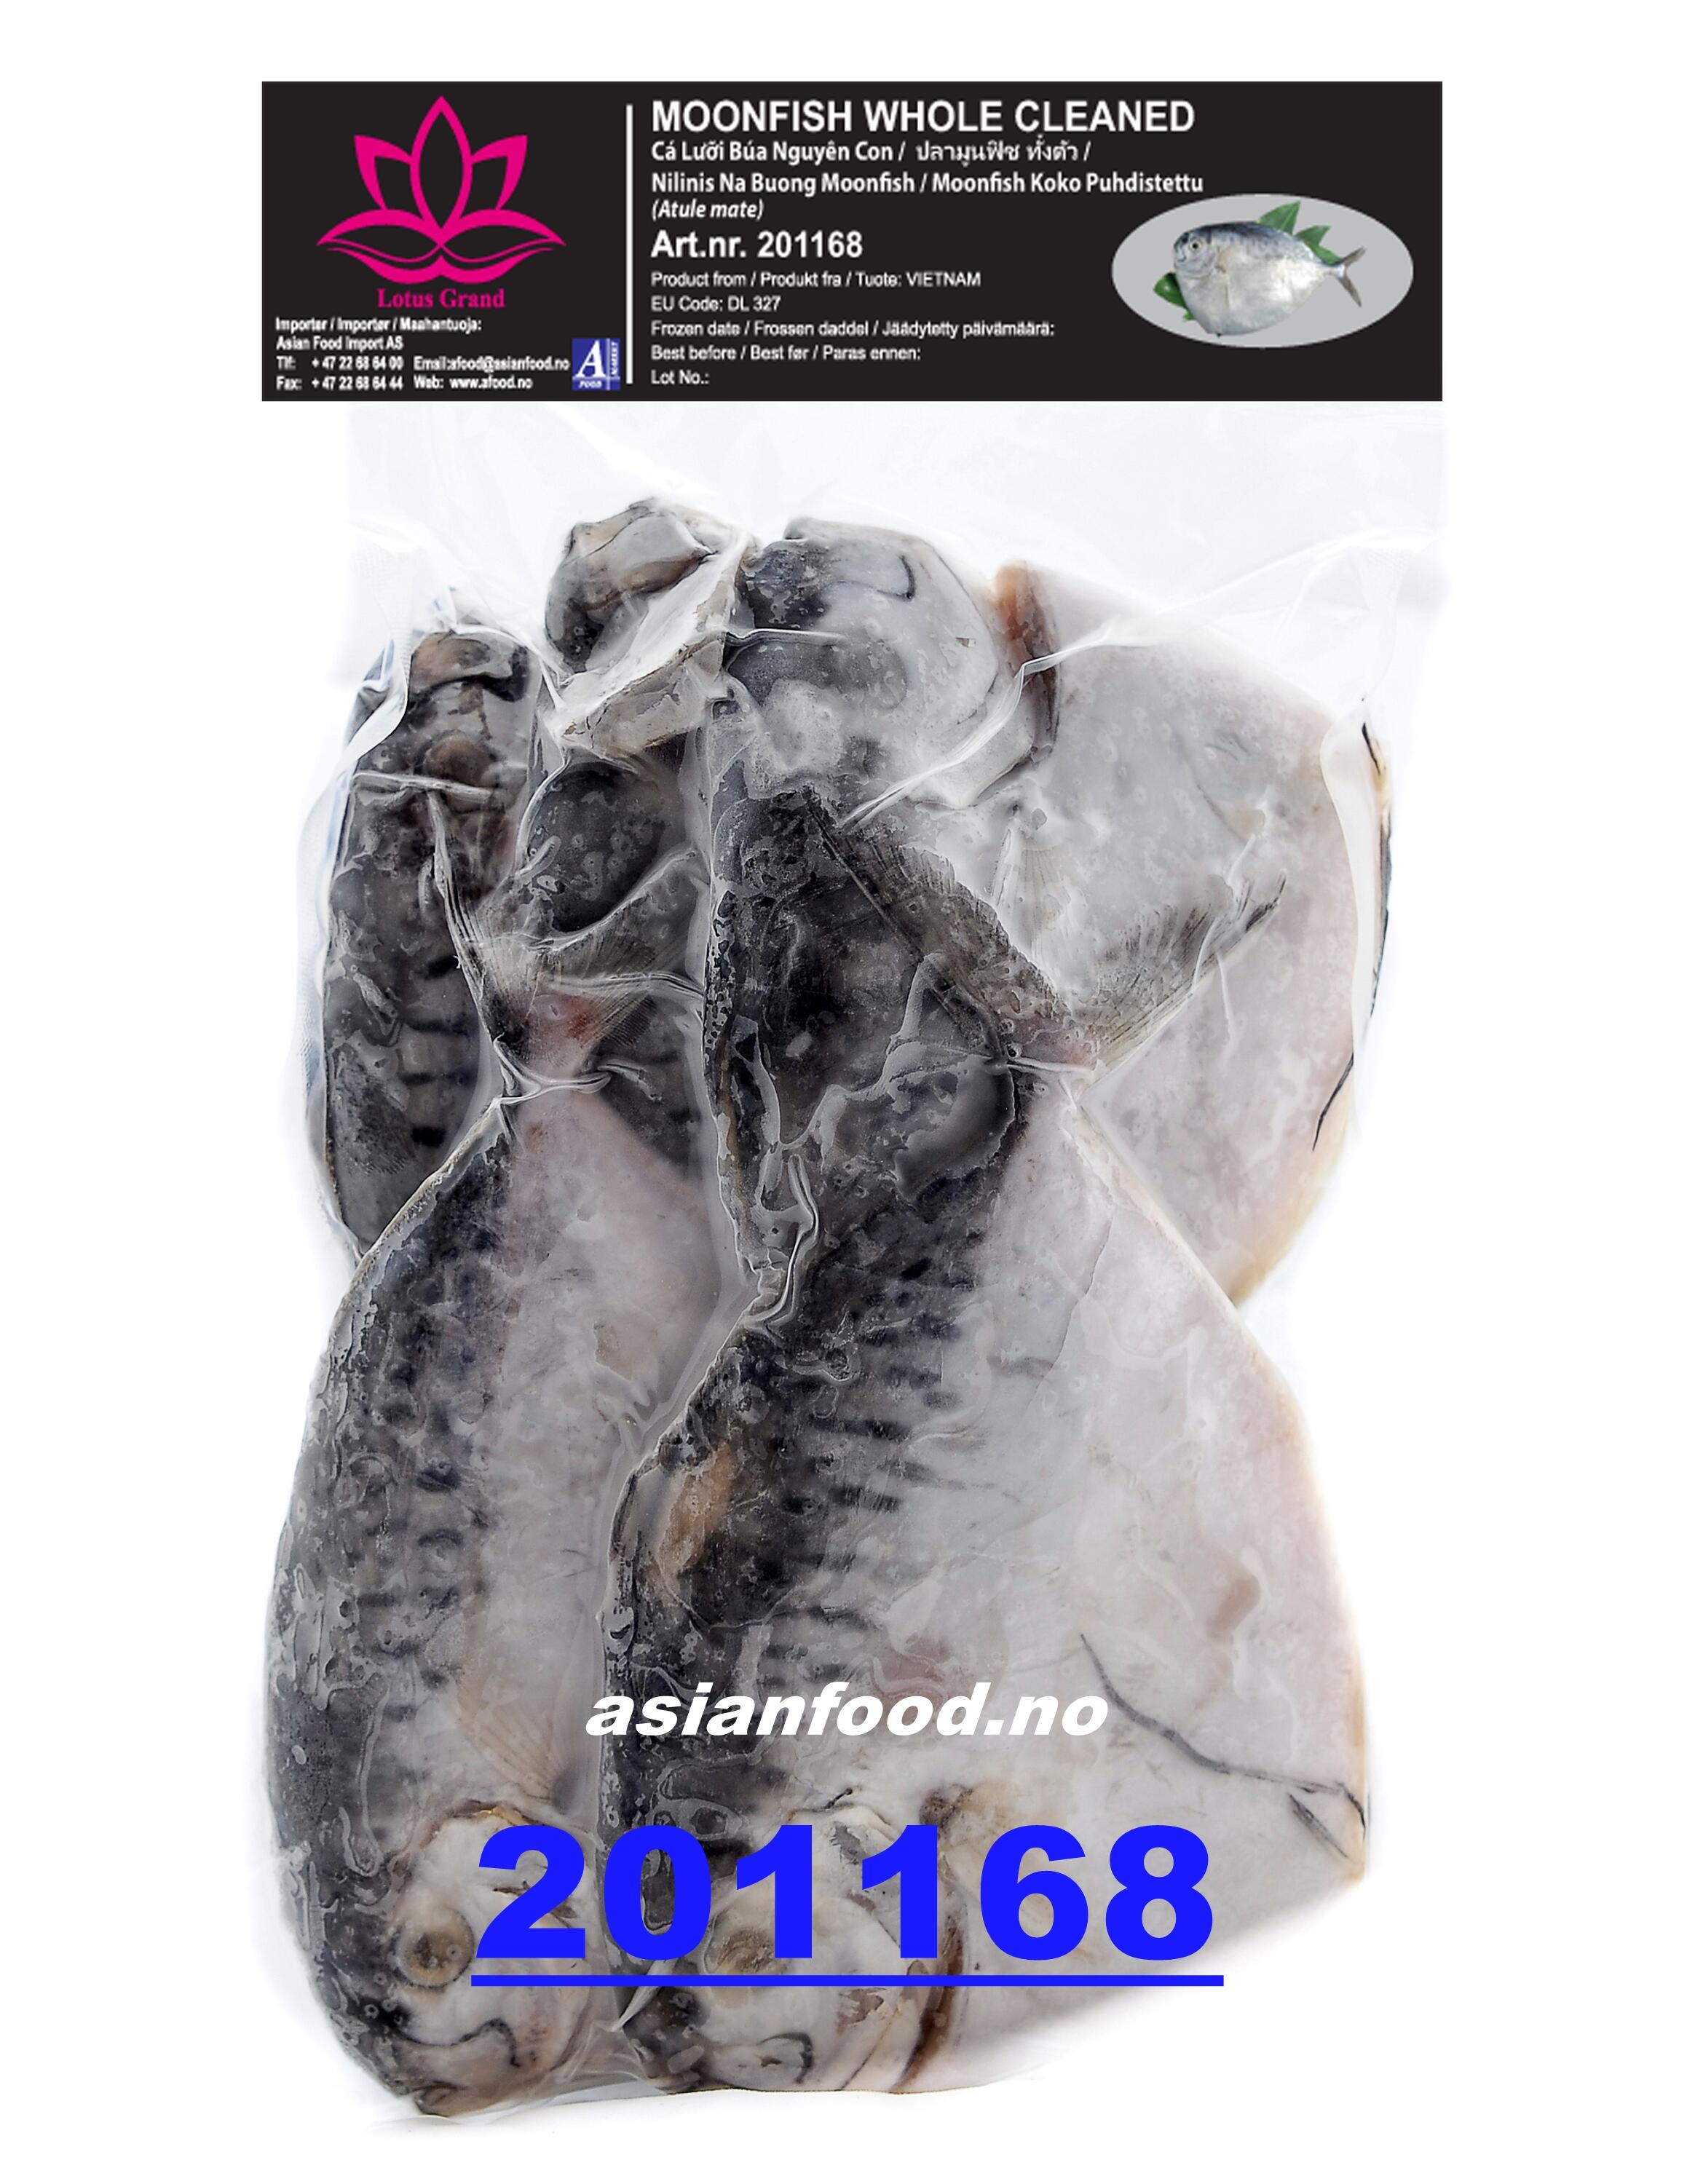 MOONFISH WHOLE CLEANED
Cá Lưỡi Búa Nguyên Con / ปลามูนฟิช ทั้งตัว /
Nilinis Na Buong Moonfish / Moonfish Koko Puhdistettu
(Atule mate)
Art.nr. 201168
Product from / Produkt fra / Tuote: VIETNAM
EU Code: DL 327
Frozen date / Frossen daddel / Jäädytetty päivämäärä:
Best before / Best før / Paras ennen:
Lot No.:
Lotus Grand
Importer / Importør / Maahantuoja:
Asian Food Import AS
Tlf: + 47 22 68 64 00 Email:afood@asianfood.no
Fax: + 47 22 68 64 44 Web: www.afood.no
A
FOOD
MARKET
asianfood.no
201168